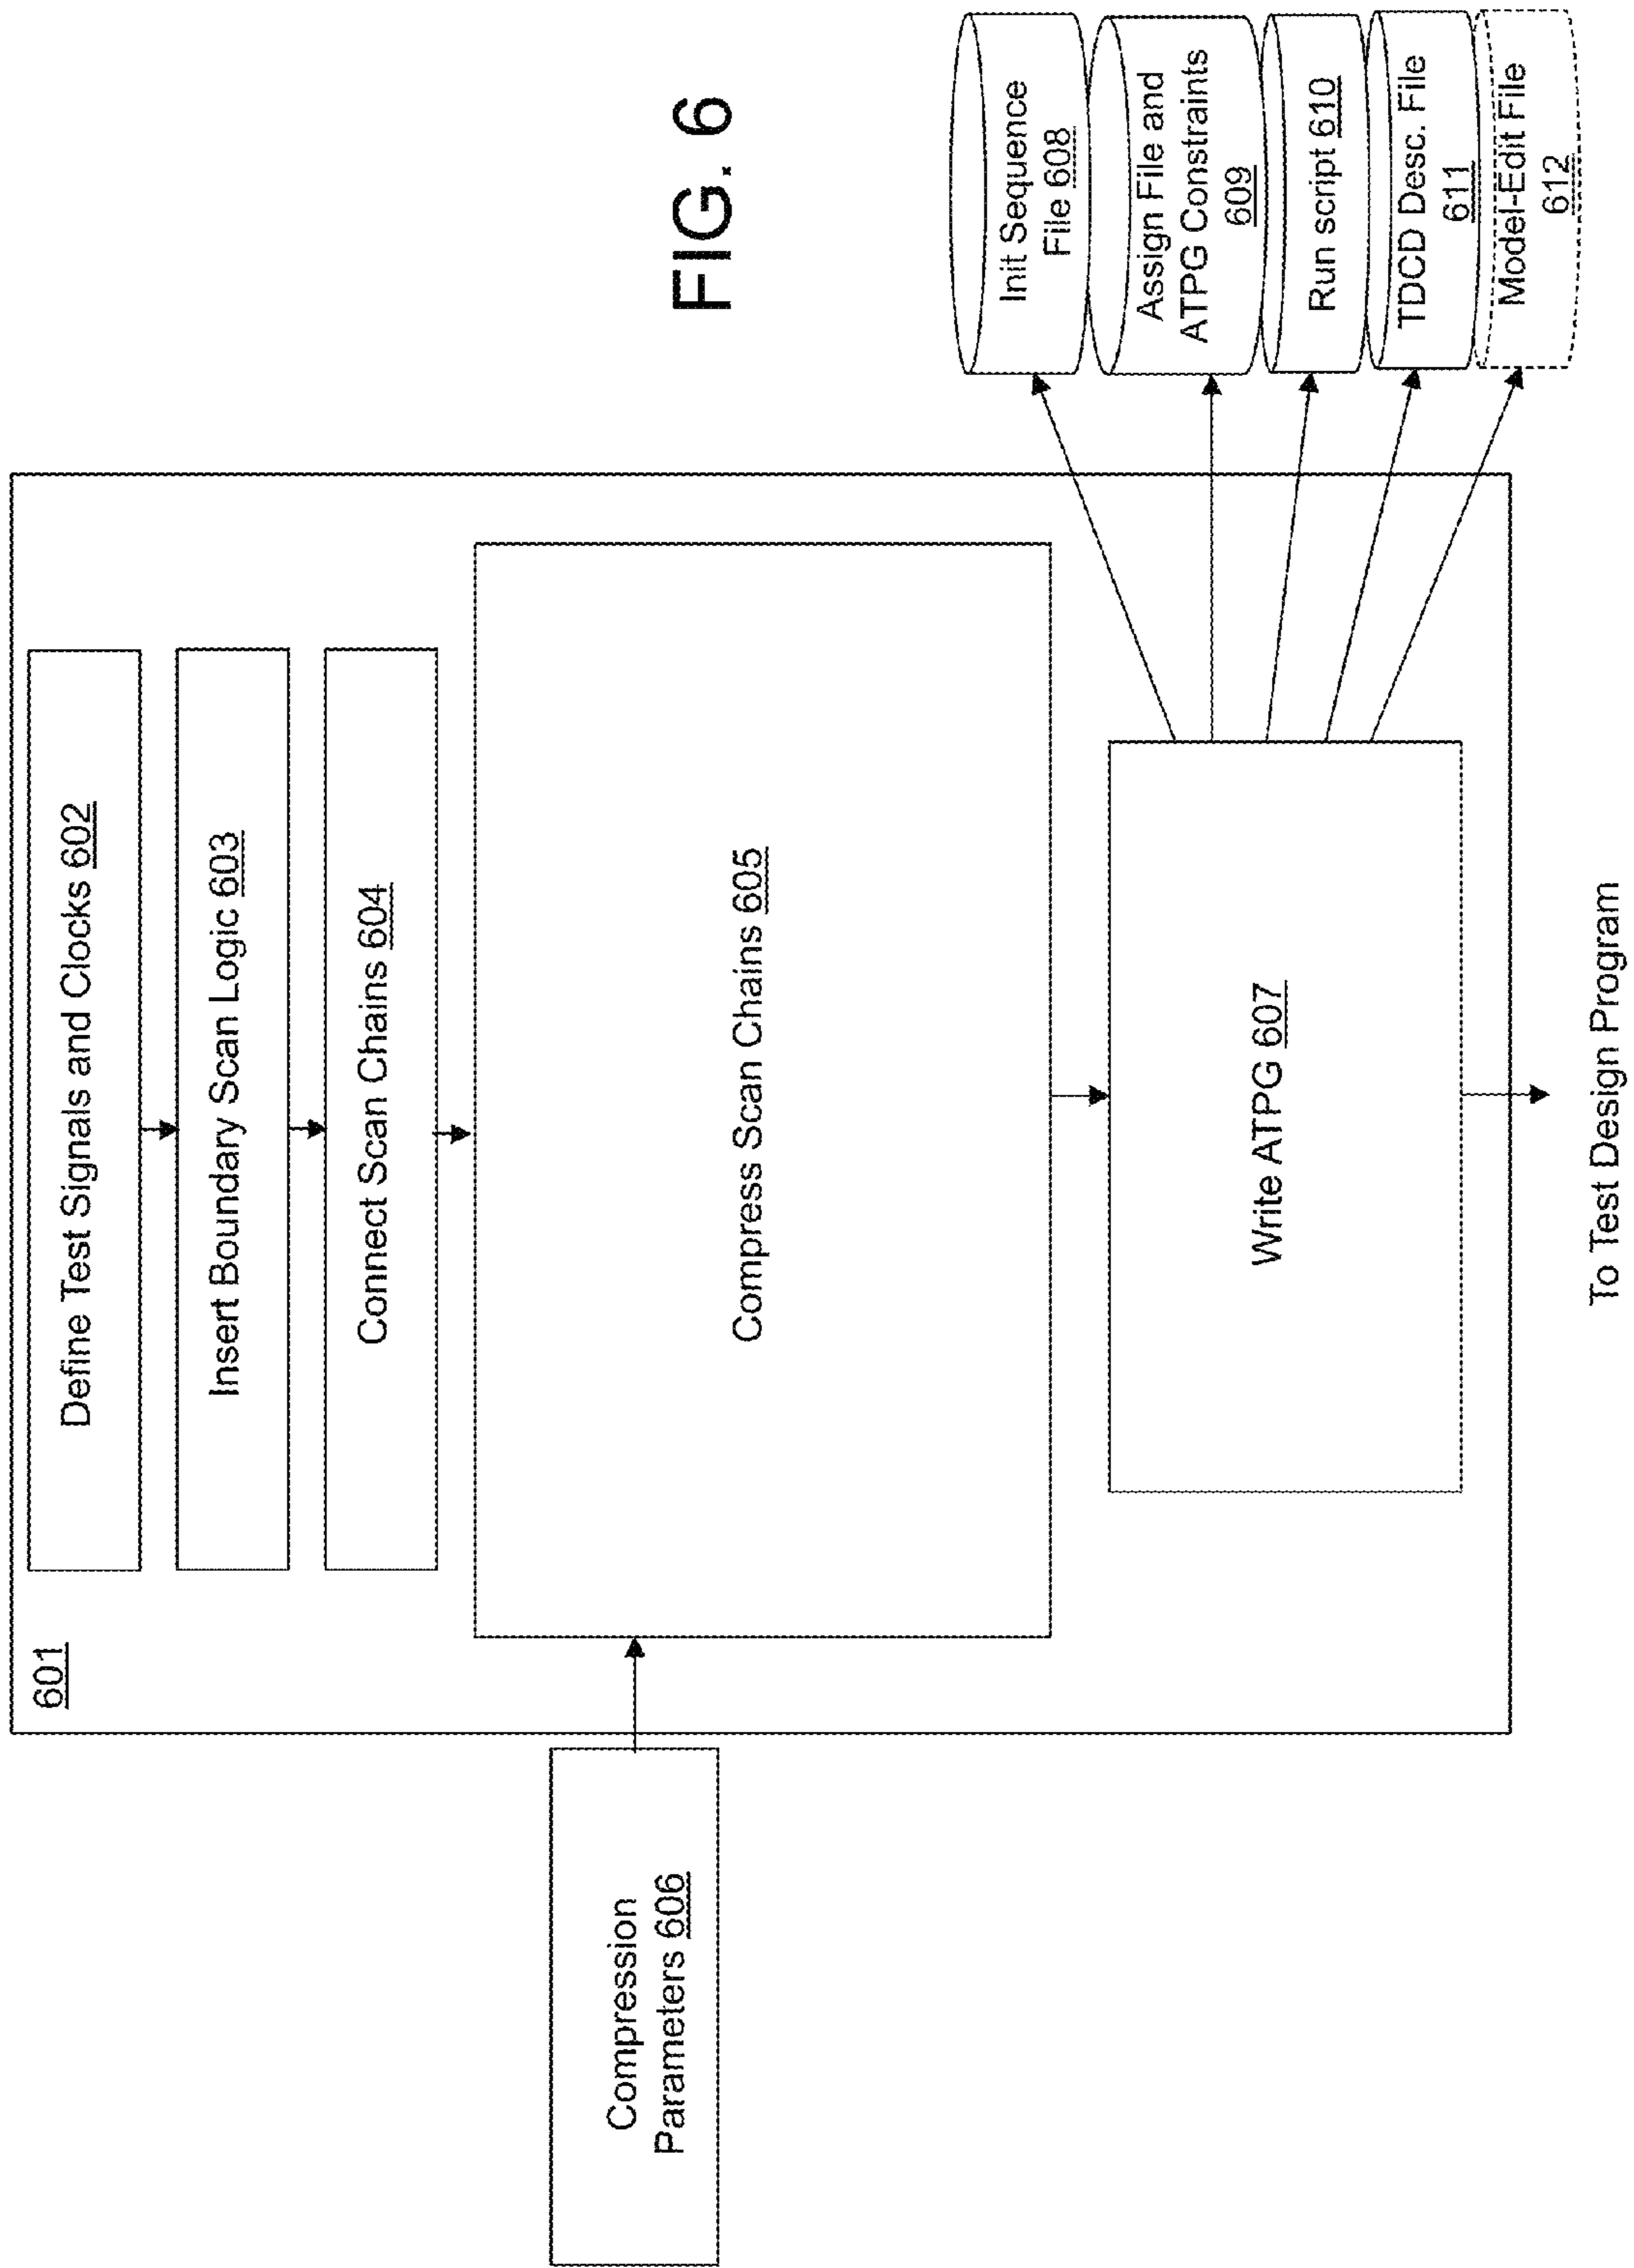 601
Define Test Signals and Clocks 602
Insert Boundary Scan Logic 603
Connect Scan Chains 604
Compression
Parameters 606
Compress Scan Chains 605
Write ATPG 607
To Test Design Program
FIG. 6
Init Sequence
File 608
Assign File and
ATPG Constraints
609
Run script 610
TDCD Desc. File
611
Model-Edit File
612